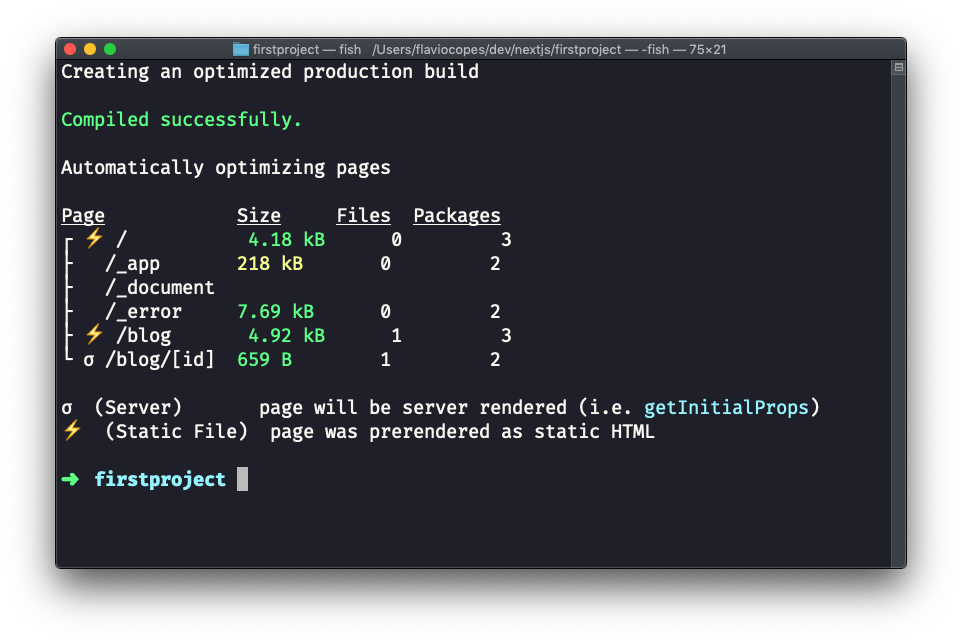 firstproject — fish /Users/flaviocopes/dev/nextjs/firstproject — -fish — 75×21
Creating an optimized production build
Compiled successfully.
Automatically optimizing pages
Page Size Files Packages
┌ ⚡ / 4.18 kB 0 3
├ /_app 218 kB 0 2
├ /_document
├ /_error 7.69 kB 0 2
├ ⚡ /blog 4.92 kB 1 3
└ σ /blog/[id] 659 B 1 2
σ (Server) page will be server rendered (i.e. getInitialProps)
⚡ (Static File) page was prerendered as static HTML
➜ firstproject